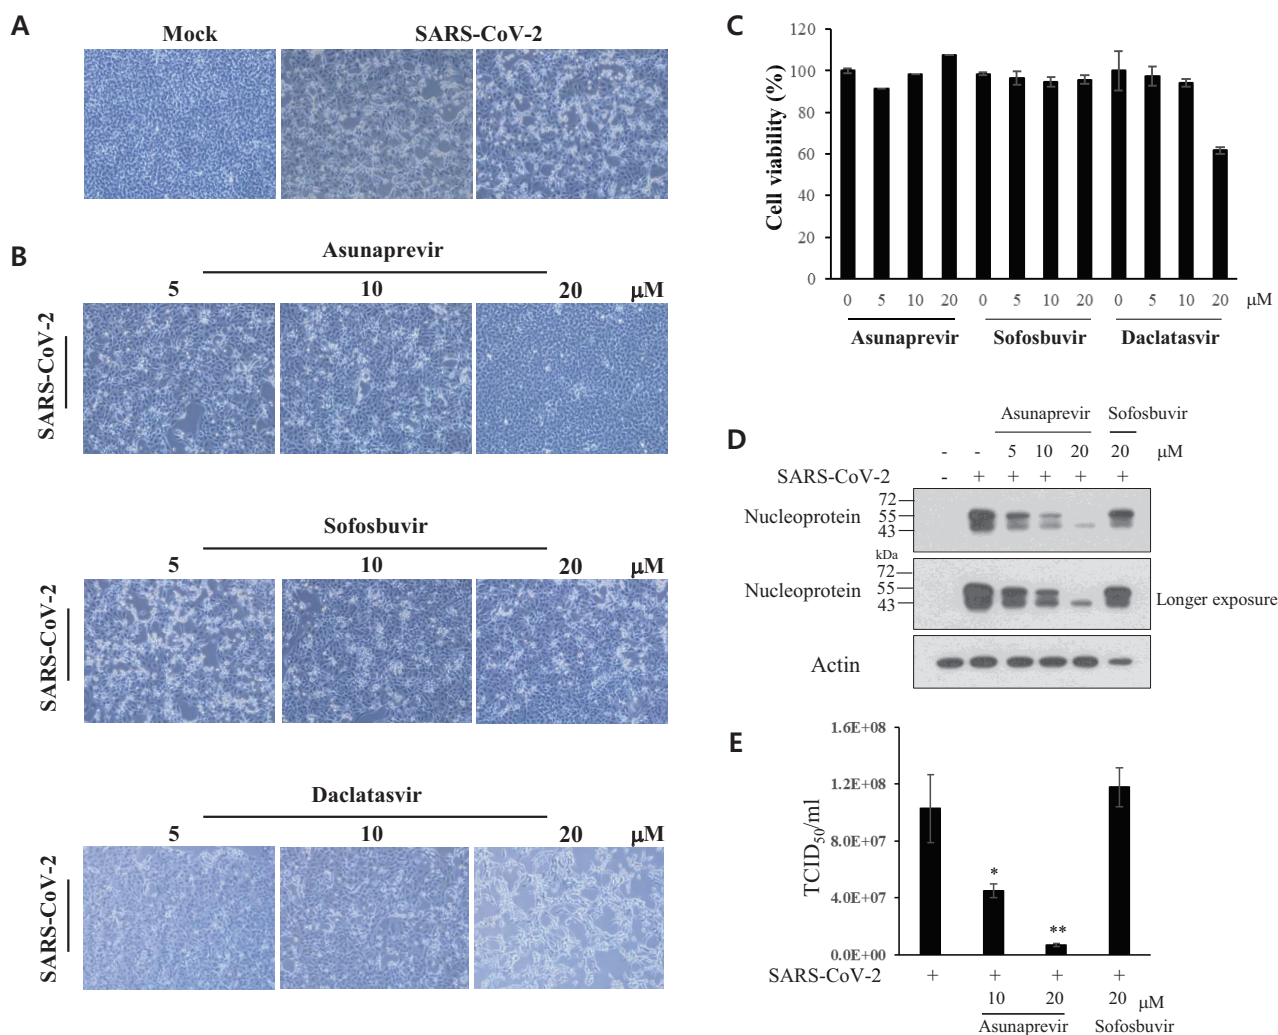 A
Mock SARS-CoV-2
B
Asunaprevir
5 10 20 μM
SARS-CoV-2
Sofosbuvir
5 10 20 μM
SARS-CoV-2
Daclatasvir
5 10 20 μM
SARS-CoV-2
C
Cell viability (%)
120
100
80
60
40
20
0
0 5 10 20 0 5 10 20 0 5 10 20 μM
Asunaprevir Sofosbuvir Daclatasvir
D
Asunaprevir Sofosbuvir
- - 5 10 20 20 μM
SARS-CoV-2 - + + + + +
Nucleoprotein
72
55
43
kDa
Nucleoprotein
72
55
43
Longer exposure
Actin
E
TCID50/ml
1.6E+08
1.2E+08
8.0E+07
4.0E+07
0.0E+00
*
**
SARS-CoV-2 + + + +
10 20 20 μM
Asunaprevir Sofosbuvir